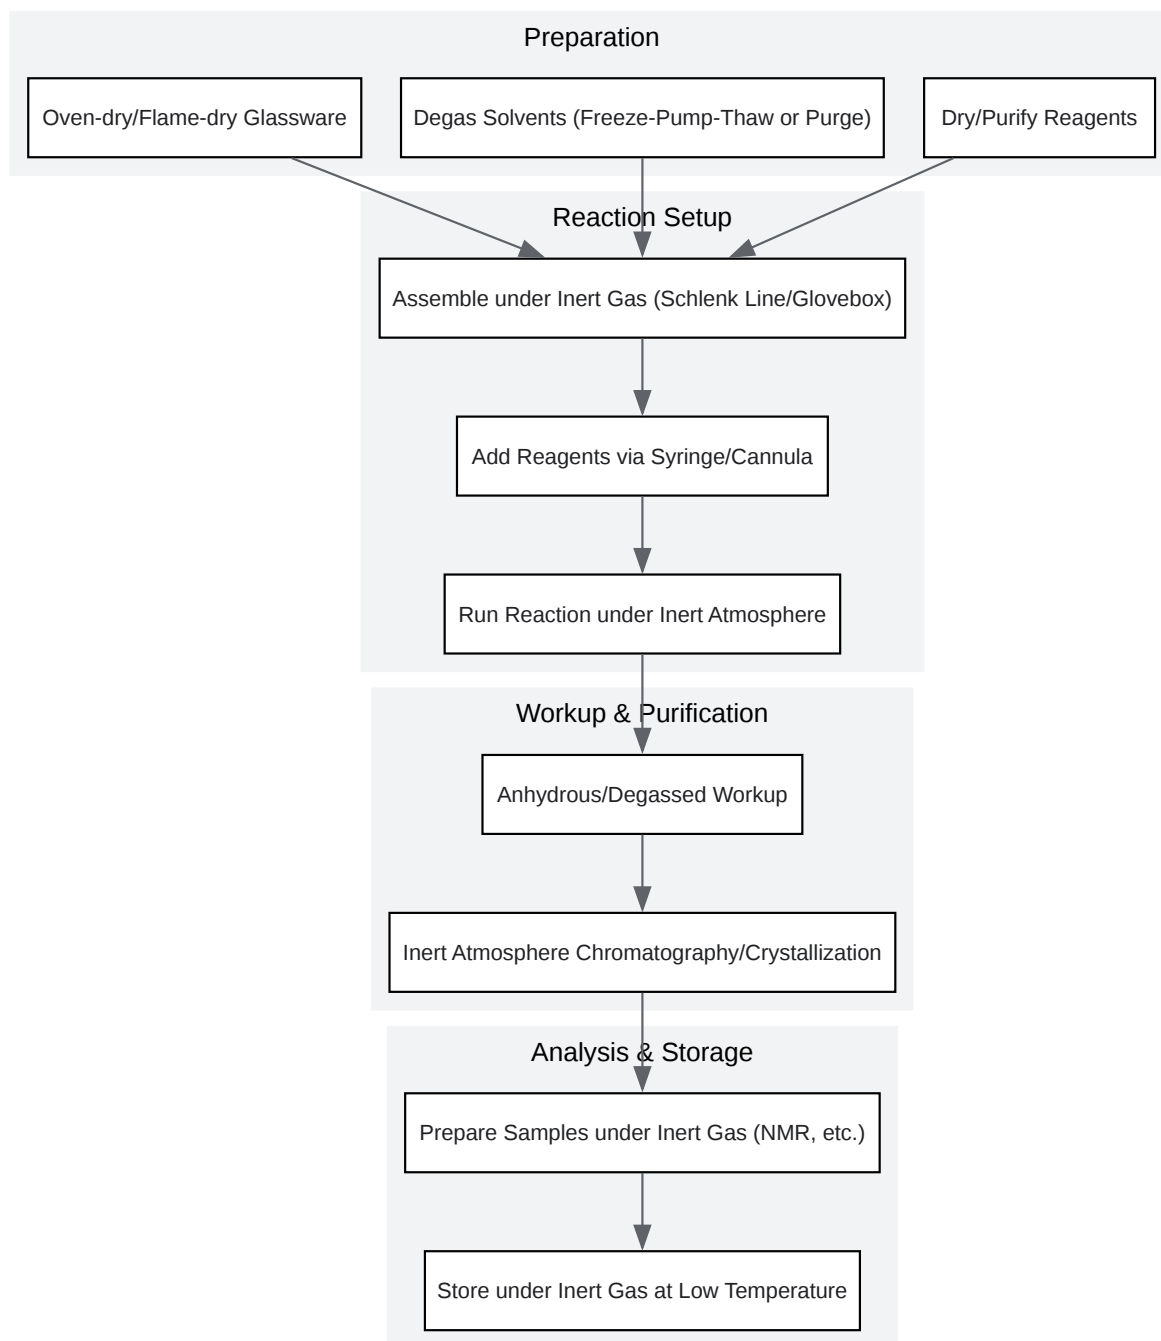 Preparation
Oven-dry/Flame-dry Glassware
Degas Solvents (Freeze-Pump-Thaw or Purge)
Dry/Purify Reagents
Reaction Setup
Assemble under Inert Gas (Schlenk Line/Glovebox)
Add Reagents via Syringe/Cannula
Run Reaction under Inert Atmosphere
Workup & Purification
Anhydrous/Degassed Workup
Inert Atmosphere Chromatography/Crystallization
Analysis & Storage
Prepare Samples under Inert Gas (NMR, etc.)
Store under Inert Gas at Low Temperature